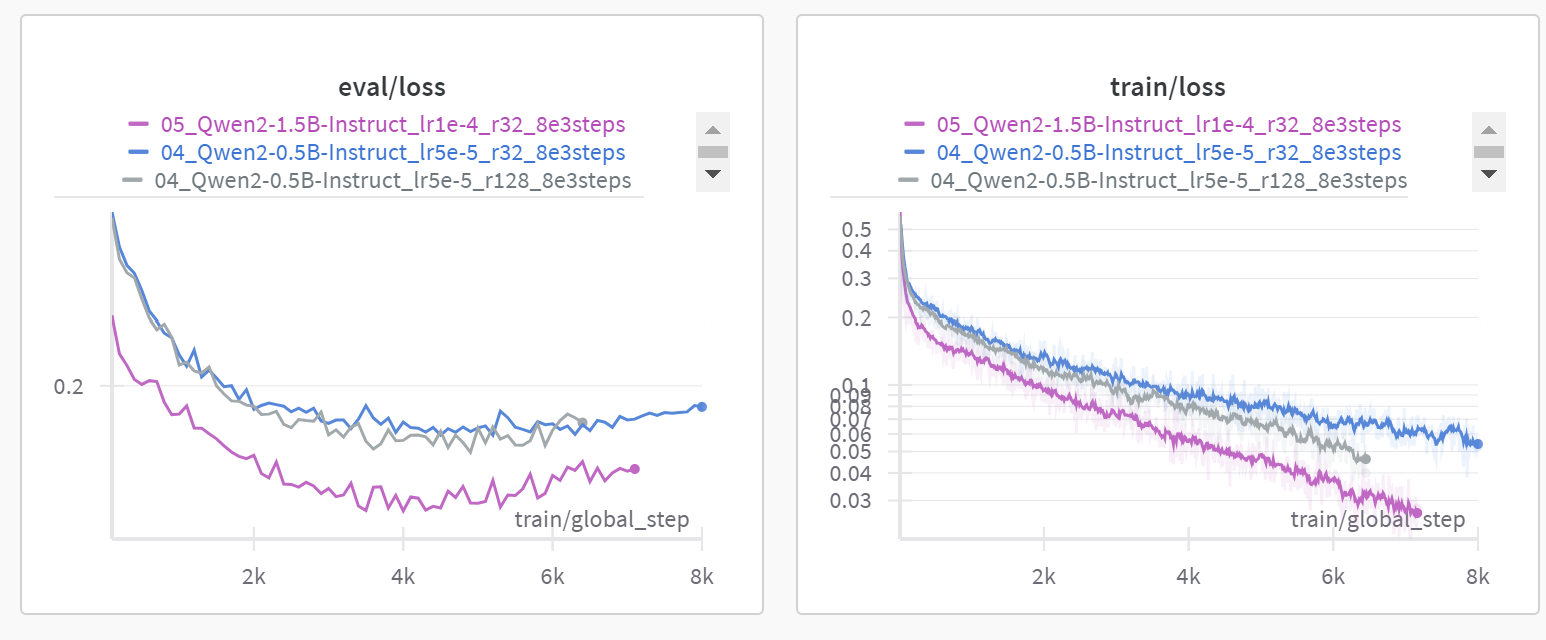 eval/loss
05_Qwen2-1.5B-Instruct_lr1e-4_r32_8e3steps
04_Qwen2-0.5B-Instruct_lr5e-5_r32_8e3steps
04_Qwen2-0.5B-Instruct_lr5e-5_r128_8e3steps
0.2
train/global_step
2k 4k 6k 8k
train/loss
05_Qwen2-1.5B-Instruct_lr1e-4_r32_8e3steps
04_Qwen2-0.5B-Instruct_lr5e-5_r32_8e3steps
04_Qwen2-0.5B-Instruct_lr5e-5_r128_8e3steps
0.5
0.4
0.3
0.2
0.1
0.09
0.08
0.06
0.05
0.04
0.03
train/global_step
2k 4k 6k 8k